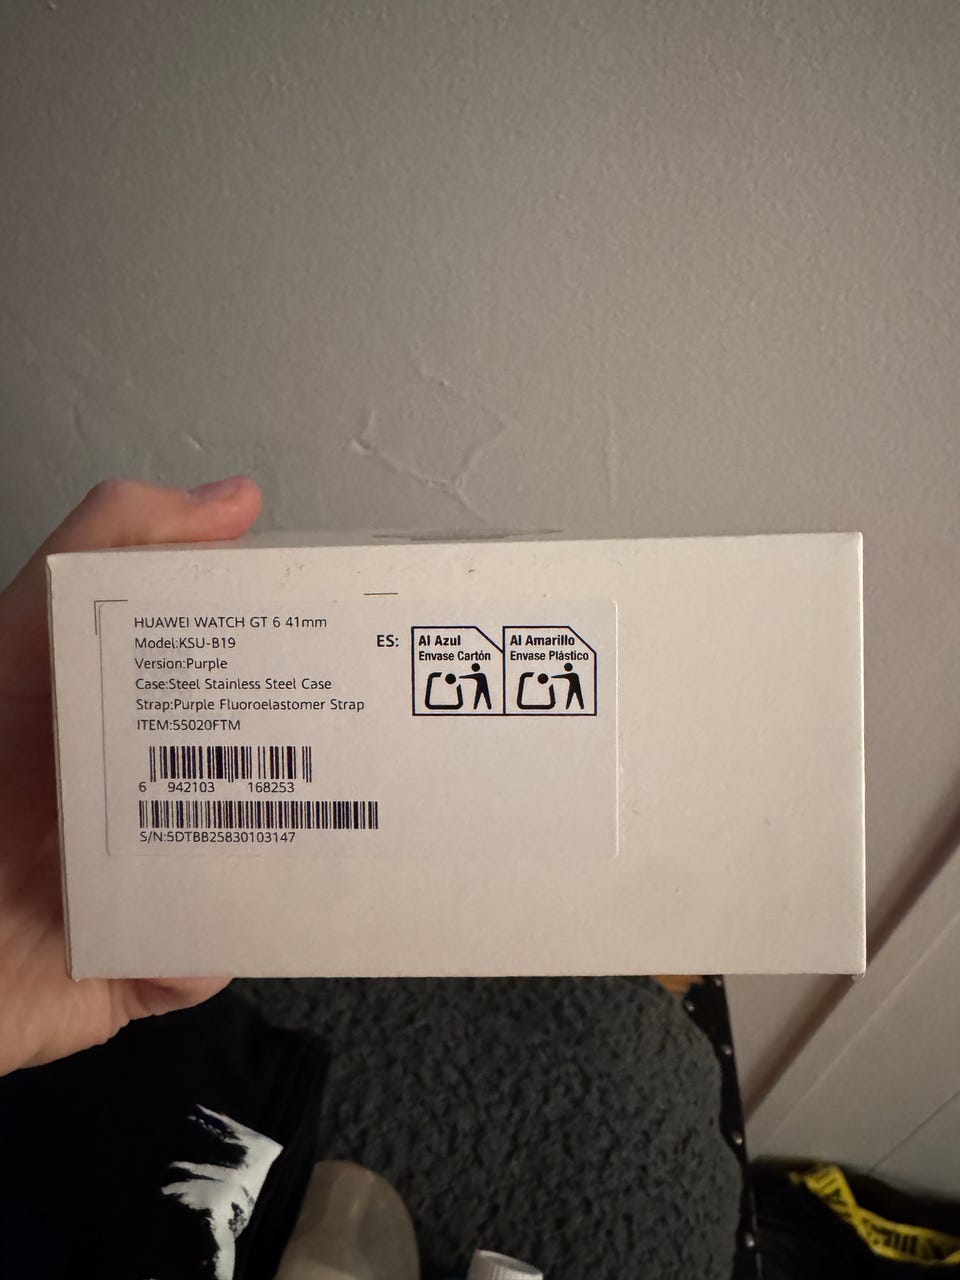 HUAWEI WATCH GT 6 41mm
Model:KSU-B19
Version:Purple
Case:Steel Stainless Steel Case
Strap:Purple Fluoroelastomer Strap
ITEM:55020FTM
6 942103 168253
S/N:5DTBB25830103147
ES:
Al Azul
Envase Cartón
Al Amarillo
Envase Plástico